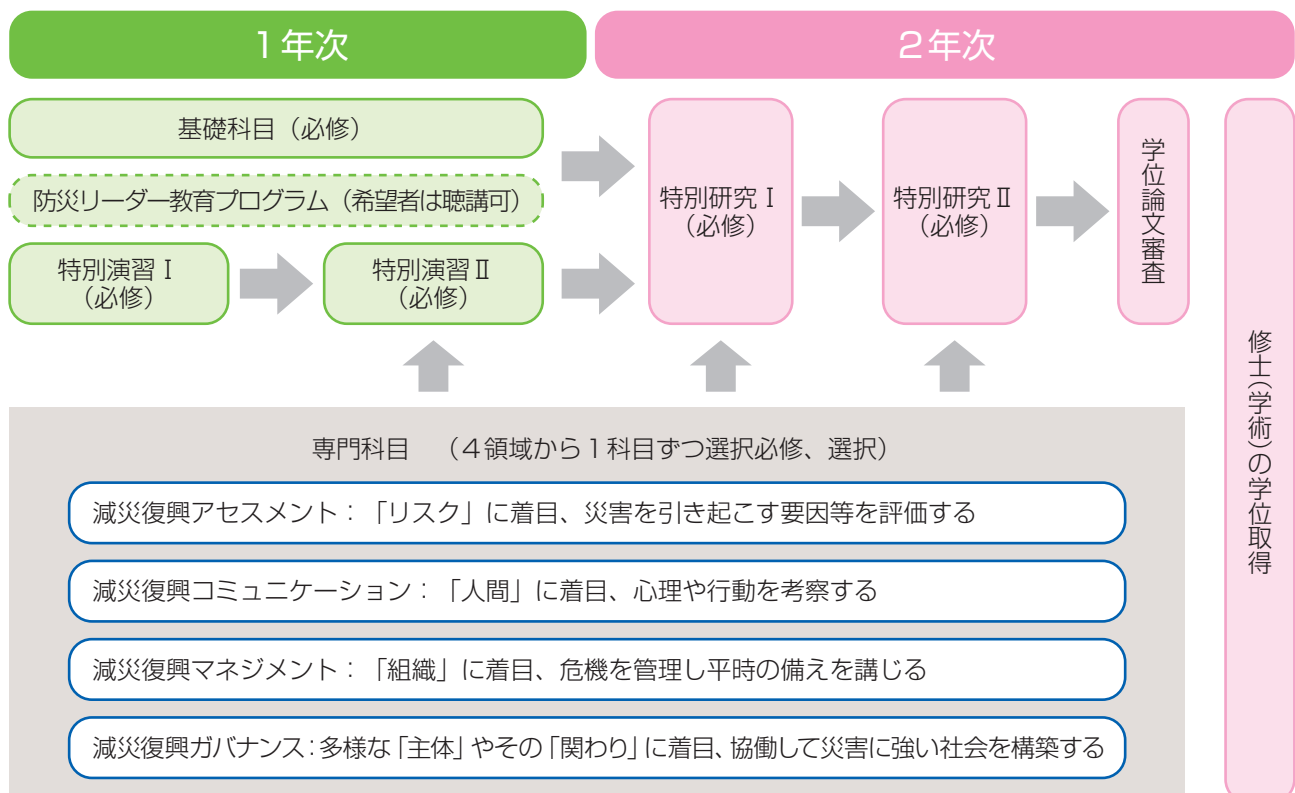 1年次
2年次
基礎科目（必修）
防災リーダー教育プログラム（希望者は聴講可）
特別演習Ⅰ
（必修）
特別演習Ⅱ
（必修）
特別研究Ⅰ
（必修）
特別研究Ⅱ
（必修）
学位論文審査
修士（学術）の学位取得
専門科目　（４領域から１科目ずつ選択必修、選択）
減災復興アセスメント：「リスク」に着目、災害を引き起こす要因等を評価する
減災復興コミュニケーション：「人間」に着目、心理や行動を考察する
減災復興マネジメント：「組織」に着目、危機を管理し平時の備えを講じる
減災復興ガバナンス：多様な「主体」やその「関わり」に着目、協働して災害に強い社会を構築する